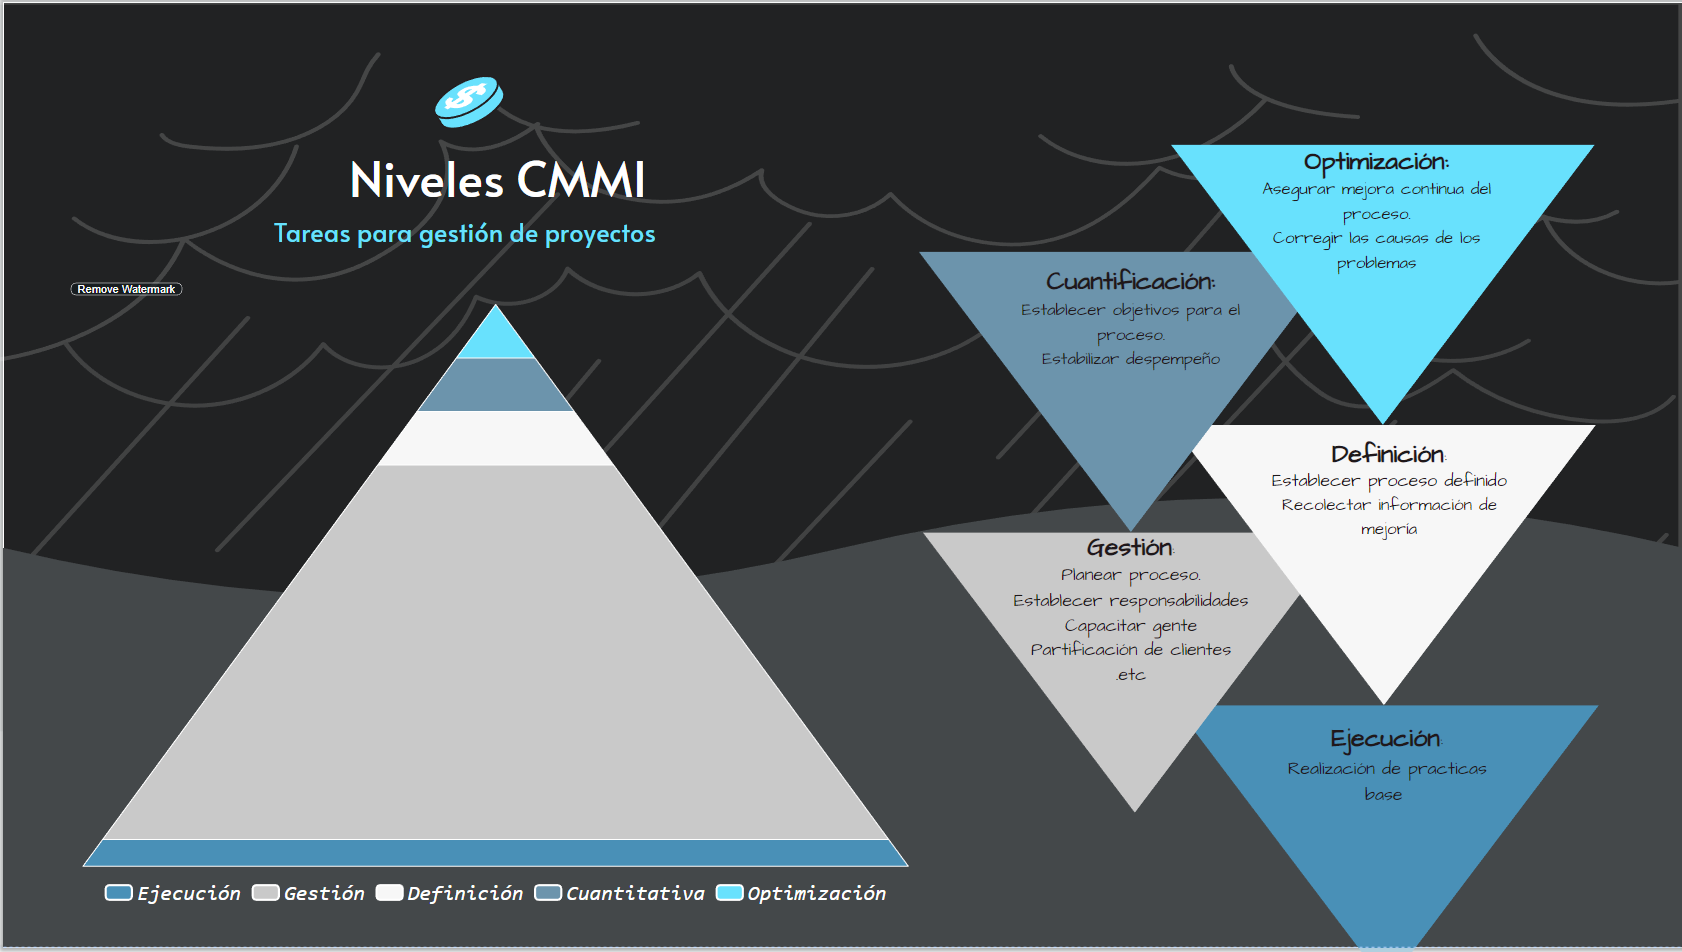 Niveles CMMI
Tareas para gestión de proyectos
Remove Watermark
Ejecución
Gestión
Definición
Cuantitativa
Optimización
Optimización:
Asegurar mejora continua del
proceso.
Corregir las causas de los
problemas
Cuantificación:
Establecer objetivos para el
proceso.
Estabilizar despempeño
Definición:
Establecer proceso definido
Recolectar información de
mejoría
Gestión:
Planear proceso.
Establecer responsabilidades
Capacitar gente
Partificación de clientes
.etc
Ejecución:
Realización de practicas
base